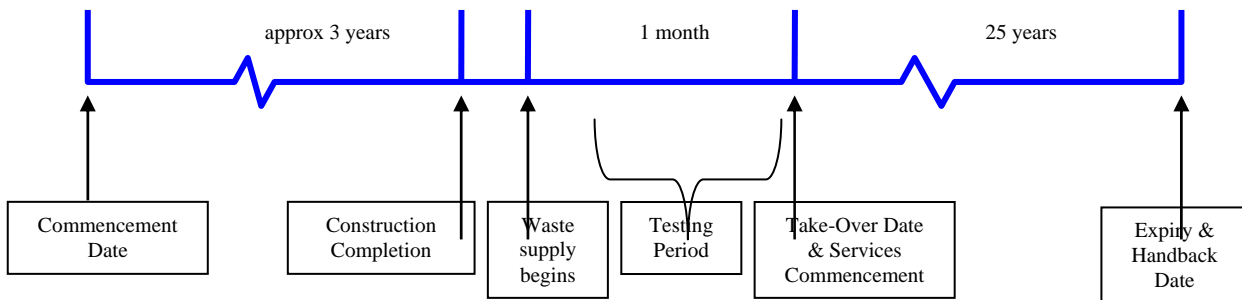 approx 3 years
1 month
25 years
Commencement
Date
Construction
Completion
Waste
supply
begins
Testing
Period
Take-Over Date
& Services
Commencement
Expiry &
Handback
Date